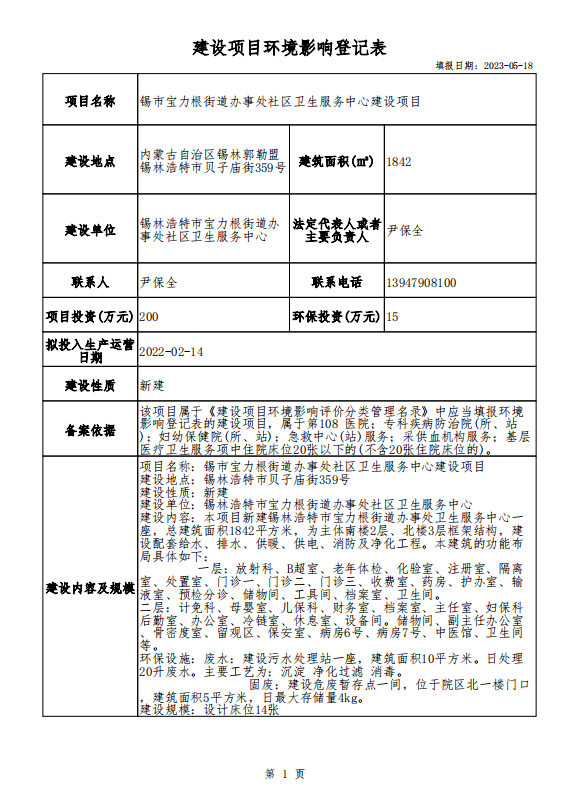 建设项目环境影响登记表
填报日期：2023-05-18
项目名称
锡市宝力根街道办事处社区卫生服务中心建设项目
建设地点
内蒙古自治区锡林郭勒盟
锡林浩特市贝子庙街359号
建筑面积(㎡)
1842
建设单位
锡林浩特市宝力根街道办
事处社区卫生服务中心
法定代表人或者
主要负责人
尹保全
联系人
尹保全
联系电话
13947908100
项目投资(万元)
200
环保投资(万元)
15
拟投入生产运营
日期
2022-02-14
建设性质
新建
备案依据
该项目属于《建设项目环境影响评价分类管理名录》中应当填报环境
影响登记表的建设项目，属于第108 医院；专科疾病防治院(所、站
)；妇幼保健院(所、站)；急救中心(站)服务；采供血机构服务；基层
医疗卫生服务项中住院床位20张以下的(不含20张住院床位的)。
建设内容及规模
项目名称：锡市宝力根街道办事处社区卫生服务中心建设项目
建设地点：锡林浩特市贝子庙街359号
建设性质：新建
建设单位：锡林浩特市宝力根街道办事处社区卫生服务中心
建设内容：本项目新建锡林浩特市宝力根街道办事处卫生服务中心一
座，总建筑面积1842平方米，为主体南楼2层、北楼3层框架结构，建
设配套给水、排水、供暖、供电、消防及净化工程。本建筑的功能布
局具体如下：
一层：放射科、B超室、老年体检、化验室、注册室、隔离
室、处置室、门诊一、门诊二、门诊三、收费室、药房、护办室、输
液室、预检分诊、储物间、工具间、档案室、卫生间。
二层：计免科、母婴室、儿保科、财务室、档案室、主任室、妇保科
后勤室、办公室、冷链室、休息室、设备间。储物间、副主任办公室
、骨密度室、留观区、保安室、病房6号、病房7号、中医馆、卫生间
等。
环保设施：废水：建设污水处理站一座，建筑面积10平方米。日处理
20升废水。主要工艺为：沉淀 净化过滤 消毒。
固废：建设危废暂存点一间，位于院区北一楼门口
，建筑面积5平方米，日最大存储量4kg。
建设规模：设计床位14张
第 1 页